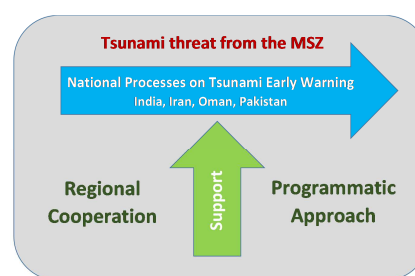 Tsunami threat from the MSZ
National Processes on Tsunami Early Warning
India, Iran, Oman, Pakistan
Support
Regional
Cooperation
Programmatic
Approach